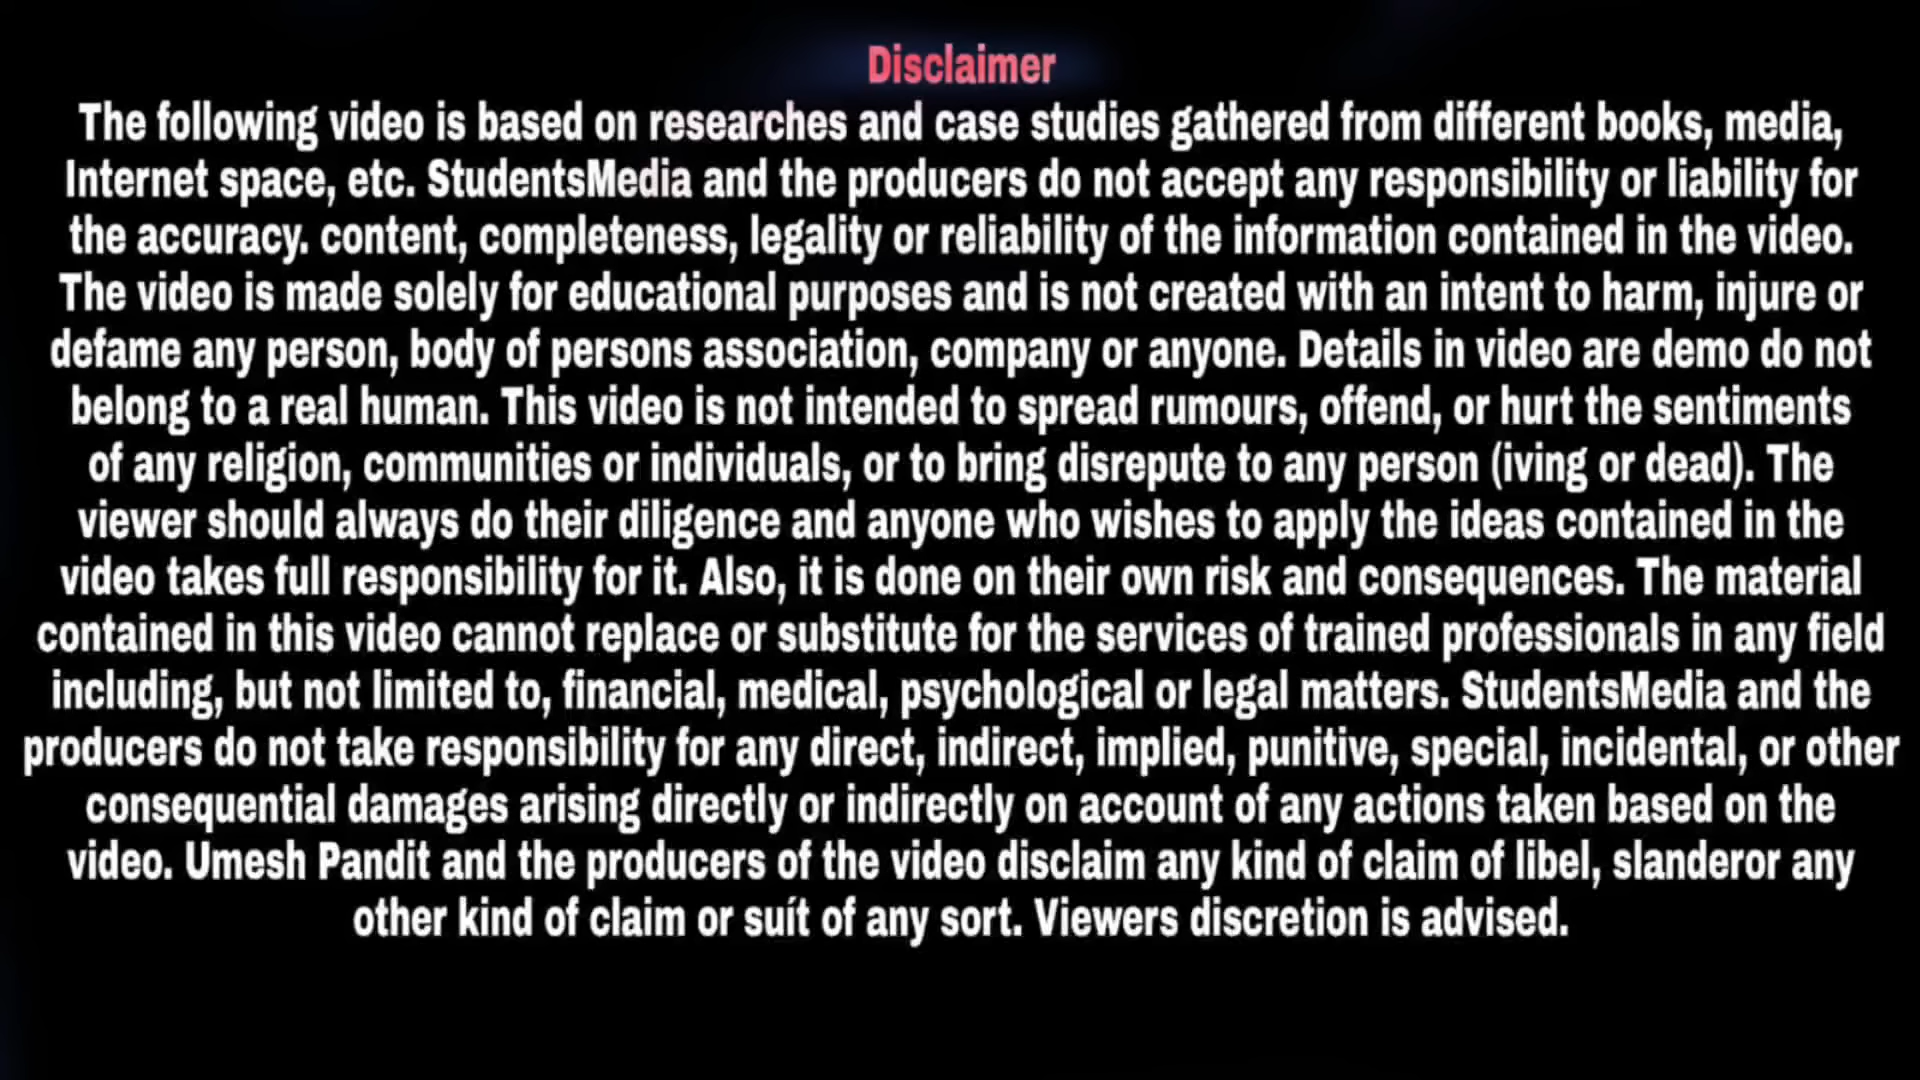 Disclaimer
The following video is based on researches and case studies gathered from different books, media,
Internet space, etc. StudentsMedia and the producers do not accept any responsibility or liability for
the accuracy. content, completeness, legality or reliability of the information contained in the video.
The video is made solely for educational purposes and is not created with an intent to harm, injure or
defame any person, body of persons association, company or anyone. Details in video are demo do not
belong to a real human. This video is not intended to spread rumours, offend, or hurt the sentiments
of any religion, communities or individuals, or to bring disrepute to any person (iving or dead). The
viewer should always do their diligence and anyone who wishes to apply the ideas contained in the
video takes full responsibility for it. Also, it is done on their own risk and consequences. The material
contained in this video cannot replace or substitute for the services of trained professionals in any field
including, but not limited to, financial, medical, psychological or legal matters. StudentsMedia and the
producers do not take responsibility for any direct, indirect, implied, punitive, special, incidental, or other
consequential damages arising directly or indirectly on account of any actions taken based on the
video. Umesh Pandit and the producers of the video disclaim any kind of claim of libel, slanderor any
other kind of claim or suít of any sort. Viewers discretion is advised.